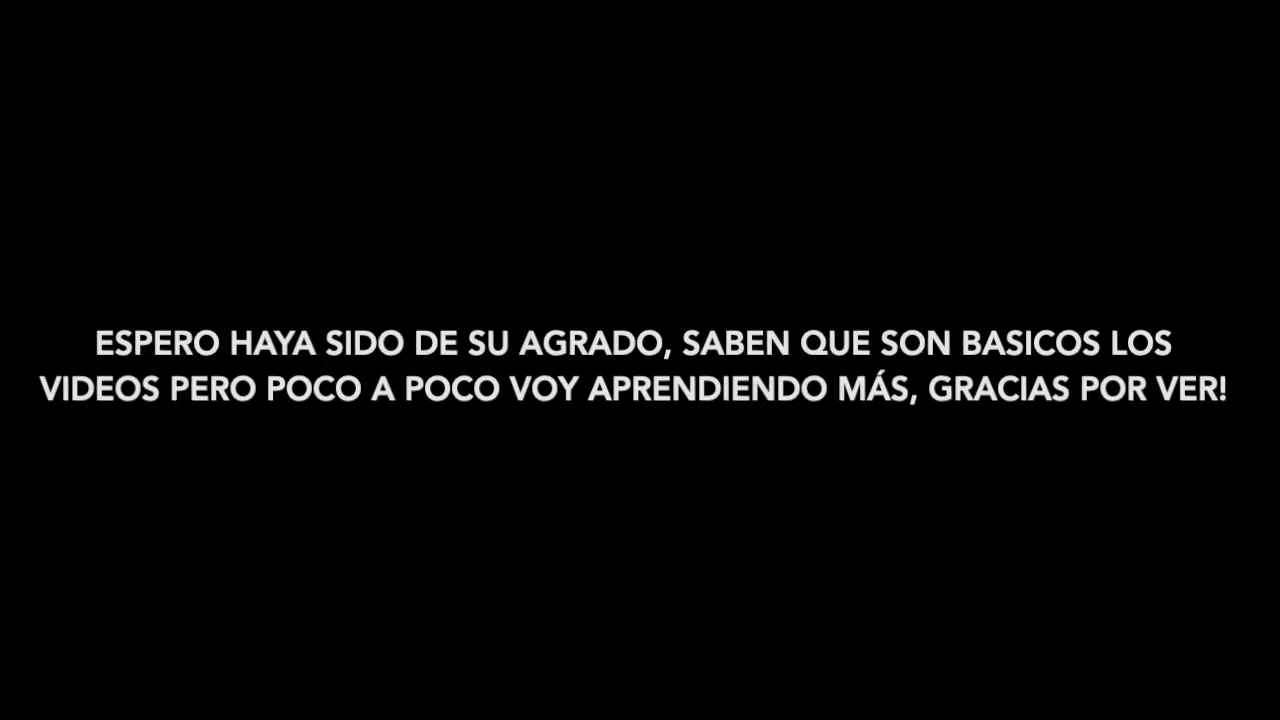 ESPERO HAYA SIDO DE SU AGRADO, SABEN QUE SON BASICOS LOS
VIDEOS PERO POCO A POCO VOY APRENDIENDO MÁS, GRACIAS POR VER!